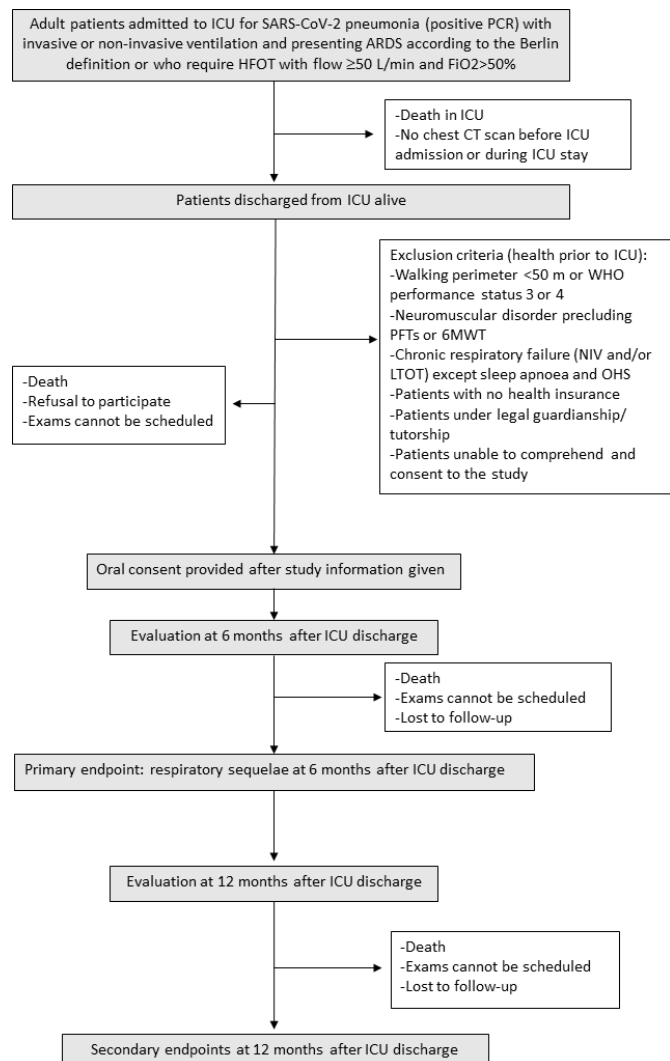 Adult patients admitted to ICU for SARS-CoV-2 pneumonia (positive PCR) with
invasive or non-invasive ventilation and presenting ARDS according to the Berlin
definition or who require HFOT with flow ≥50 L/min and FiO2>50%
-Death in ICU
-No chest CT scan before ICU
admission or during ICU stay
Patients discharged from ICU alive
Exclusion criteria (health prior to ICU):
-Walking perimeter <50 m or WHO
performance status 3 or 4
-Neuromuscular disorder precluding
PFTs or 6MWT
-Chronic respiratory failure (NIV and/or
LTOT) except sleep apnoea and OHS
-Patients with no health insurance
-Patients under legal guardianship/
tutorship
-Patients unable to comprehend and
consent to the study
-Death
-Refusal to participate
-Exams cannot be scheduled
Oral consent provided after study information given
Evaluation at 6 months after ICU discharge
-Death
-Exams cannot be scheduled
-Lost to follow-up
Primary endpoint: respiratory sequelae at 6 months after ICU discharge
Evaluation at 12 months after ICU discharge
-Death
-Exams cannot be scheduled
-Lost to follow-up
Secondary endpoints at 12 months after ICU discharge